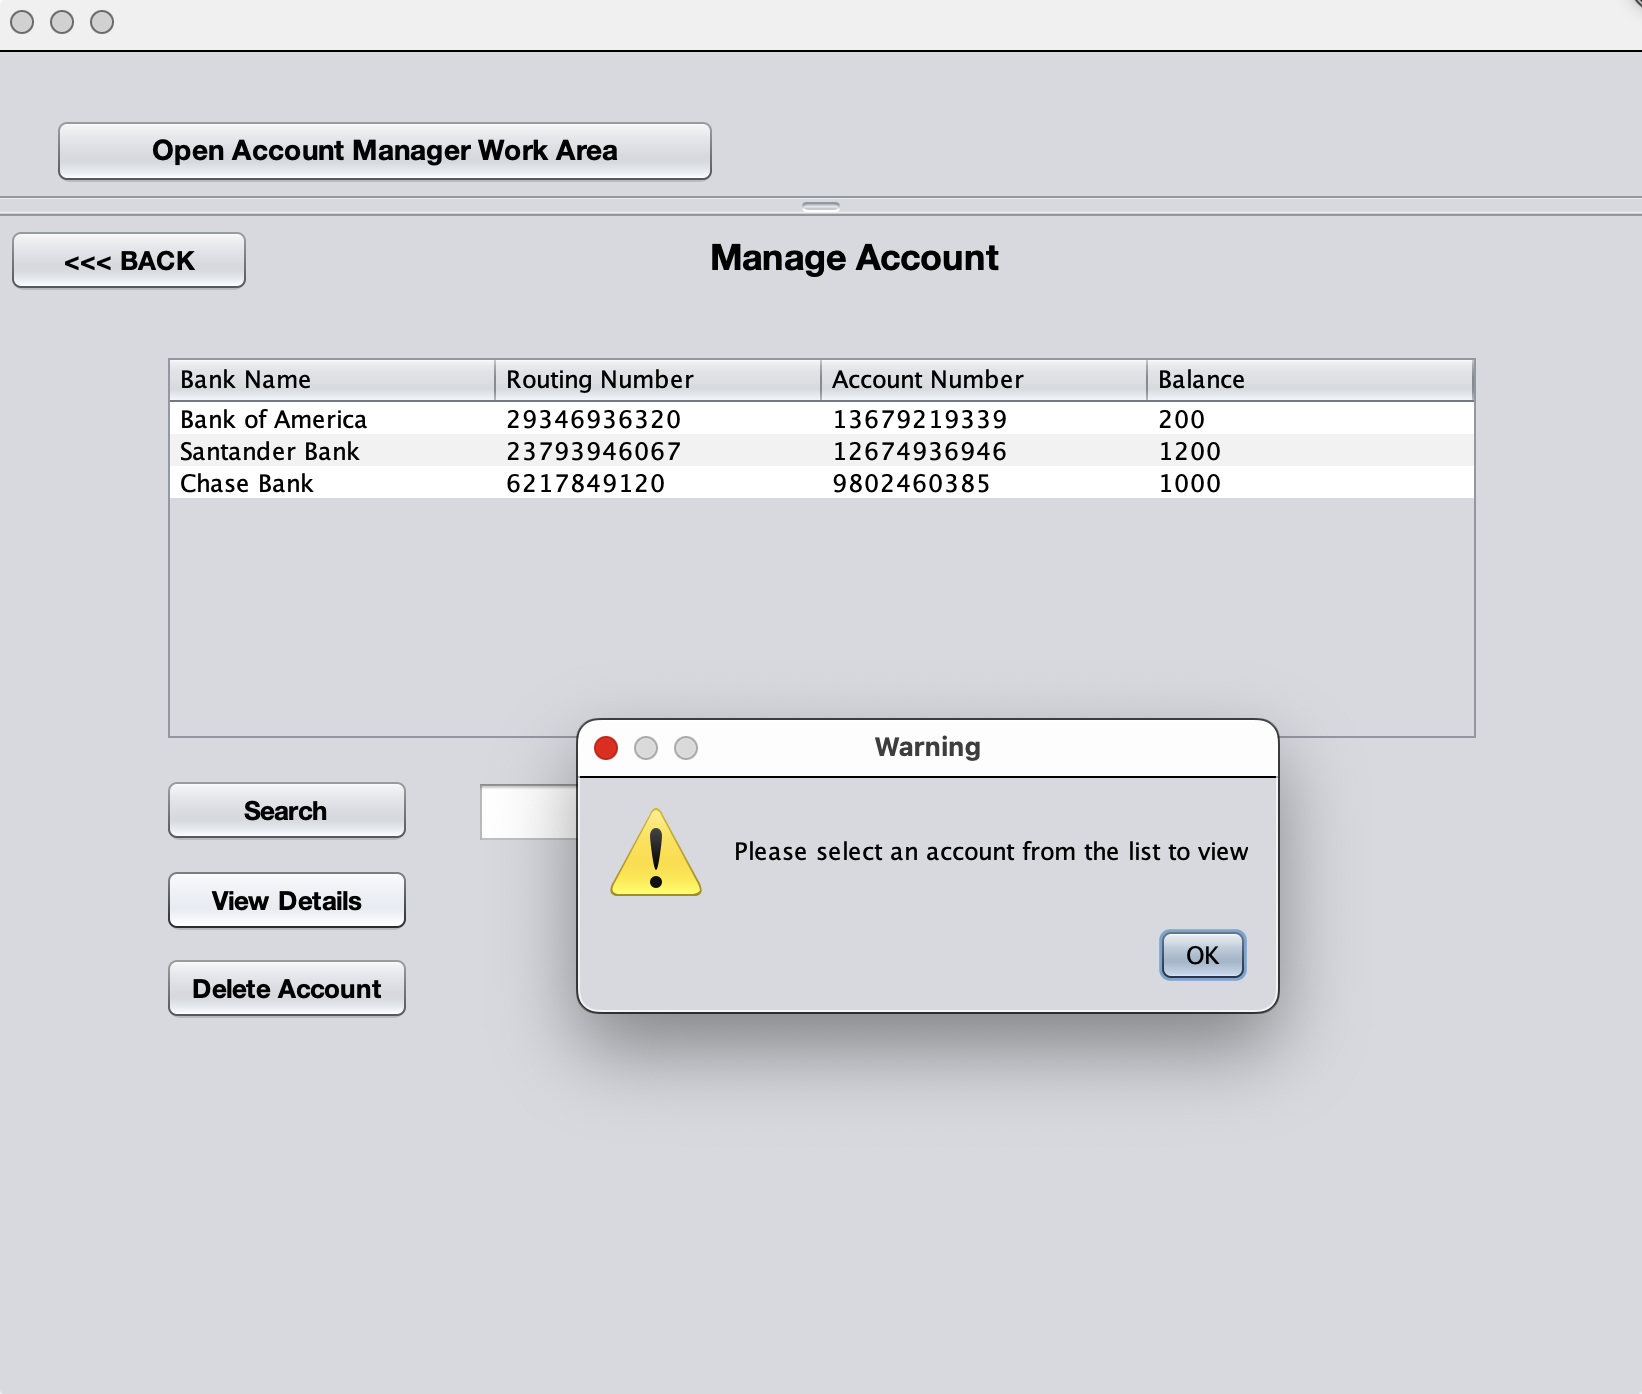 Open Account Manager Work Area
<<< BACK
Manage Account
Bank Name Routing Number Account Number Balance
Bank of America 29346936320 13679219339 200
Santander Bank 23793946067 12674936946 1200
Chase Bank 6217849120 9802460385 1000
Warning
Please select an account from the list to view
OK
Search
View Details
Delete Account